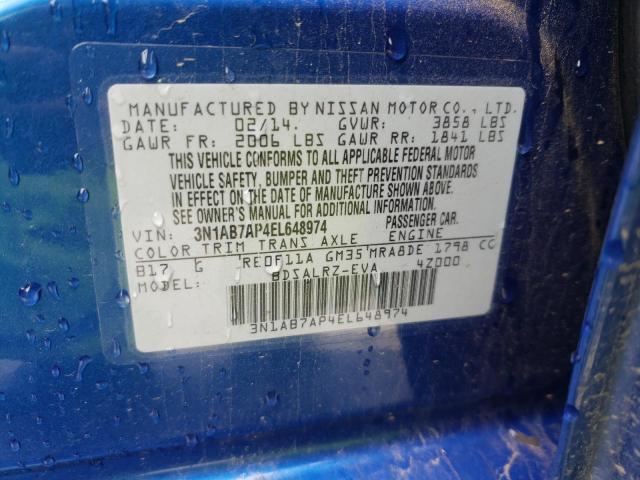 MANUFACTURED BY NISSAN MOTOR CO., LTD.
DATE: 02/14. GVWR: 3858 LBS
GAWR FR: 2006 LBS GAWR RR: 1841 LBS
THIS VEHICLE CONFORMS TO ALL APPLICABLE FEDERAL MOTOR
VEHICLE SAFETY, BUMPER AND THEFT PREVENTION STANDARDS
IN EFFECT ON THE DATE OF MANUFACTURE SHOWN ABOVE.
SEE OWNER'S MANUAL FOR ADDITIONAL INFORMATION.
VIN: 3N1AB7AP4EL648974 PASSENGER CAR.
COLOR TRIM TRANS AXLE ENGINE
B17 G RE0F11A GM35 MRA8DE 1798 CC
BDSALRZ-EVA 4Z000
3N1AB7AP4EL648974